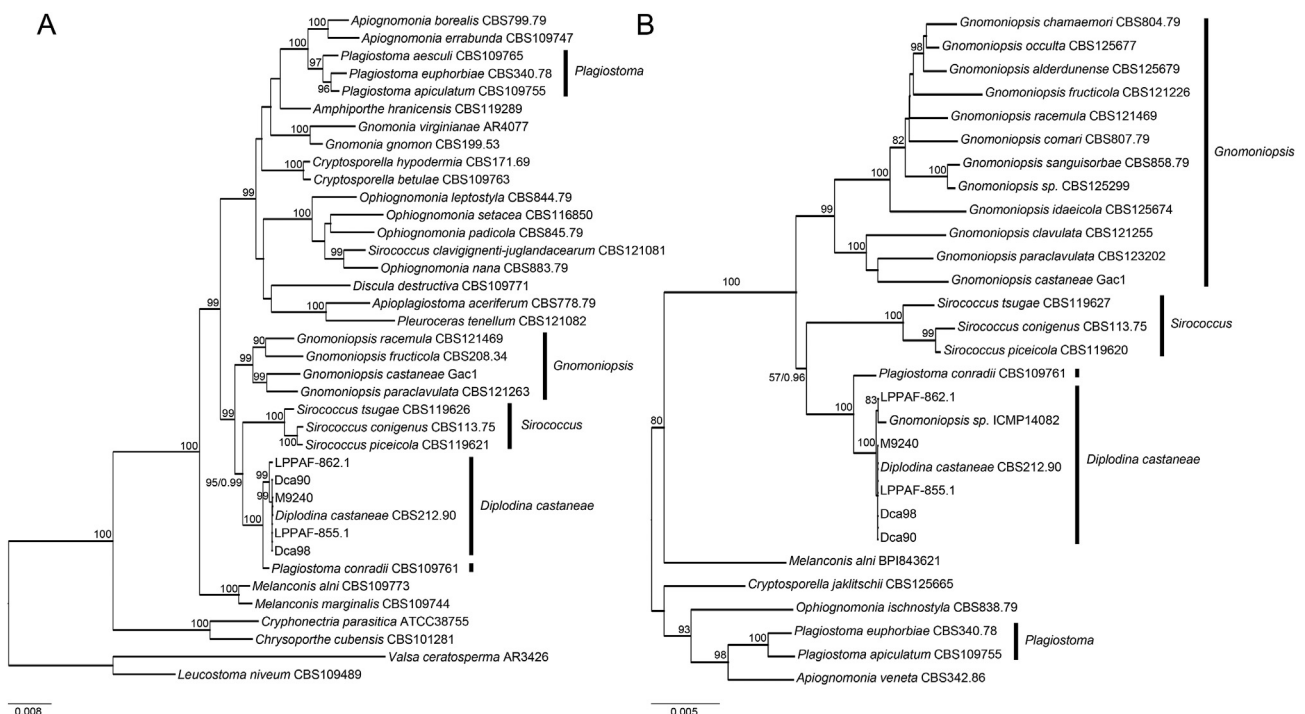 A
100
Apiognomonia borealis CBS799.79
Apiognomonia errabunda CBS109747
100
Plagiostoma aesculi CBS109765
97
Plagiostoma euphorbiae CBS340.78
96
Plagiostoma apiculatum CBS109755
Plagiostoma
Amphiporthe hranicensis CBS119289
Gnomonia virginianae AR4077
100
Gnomonia gnomon CBS199.53
Cryptosporella hypodermia CBS171.69
100
Cryptosporella betulae CBS109763
99
Ophiognomonia leptostyla CBS844.79
100
Ophiognomonia setacea CBS116850
Ophiognomonia padicola CBS845.79
Sirococcus clavigignenti-juglandacearum CBS121081
99
Ophiognomonia nana CBS883.79
Discula destructiva CBS109771
Apioplagiostoma aceriferum CBS778.79
100
Pleuroceras tenellum CBS121082
99
Gnomoniopsis racemula CBS121469
90
Gnomoniopsis fructicola CBS208.34
99
Gnomoniopsis castaneae Gac1
99
Gnomoniopsis paraclavulata CBS121263
Gnomoniopsis
99
Sirococcus tsugae CBS119626
100
Sirococcus conigenus CBS113.75
100
Sirococcus piceicola CBS119621
Sirococcus
100
LPPAF-862.1
99
Dca90
95/0.99
99
M9240
Diplodina castaneae CBS212.90
100
LPPAF-855.1
Dca98
Diplodina castaneae
Plagiostoma conradii CBS109761
Melanconis alni CBS109773
100
Melanconis marginalis CBS109744
100
Cryphonectria parasitica ATCC38755
100
Chrysoporthe cubensis CBS101281
Valsa ceratosperma AR3426
Leucostoma niveum CBS109489
0.008
B
Gnomoniopsis chamaemori CBS804.79
98
Gnomoniopsis occulta CBS125677
Gnomoniopsis alderdunense CBS125679
Gnomoniopsis fructicola CBS121226
Gnomoniopsis racemula CBS121469
82
Gnomoniopsis comari CBS807.79
Gnomoniopsis sanguisorbae CBS858.79
100
Gnomoniopsis sp. CBS125299
100
Gnomoniopsis idaeicola CBS125674
99
Gnomoniopsis clavulata CBS121255
100
Gnomoniopsis paraclavulata CBS123202
Gnomoniopsis castaneae Gac1
Gnomoniopsis
100
Sirococcus tsugae CBS119627
100
Sirococcus conigenus CBS113.75
99
Sirococcus piceicola CBS119620
Sirococcus
57/0.96
Plagiostoma conradii CBS109761
LPPAF-862.1
83
100
Gnomoniopsis sp. ICMP14082
M9240
100
Diplodina castaneae CBS212.90
LPPAF-855.1
Dca98
Dca90
Diplodina castaneae
80
Melanconis alni BPI843621
Cryptosporella jaklitschii CBS125665
Ophiognomonia ischnostyla CBS838.79
93
Plagiostoma euphorbiae CBS340.78
100
Plagiostoma apiculatum CBS109755
Plagiostoma
98
Apiognomonia veneta CBS342.86
0.005